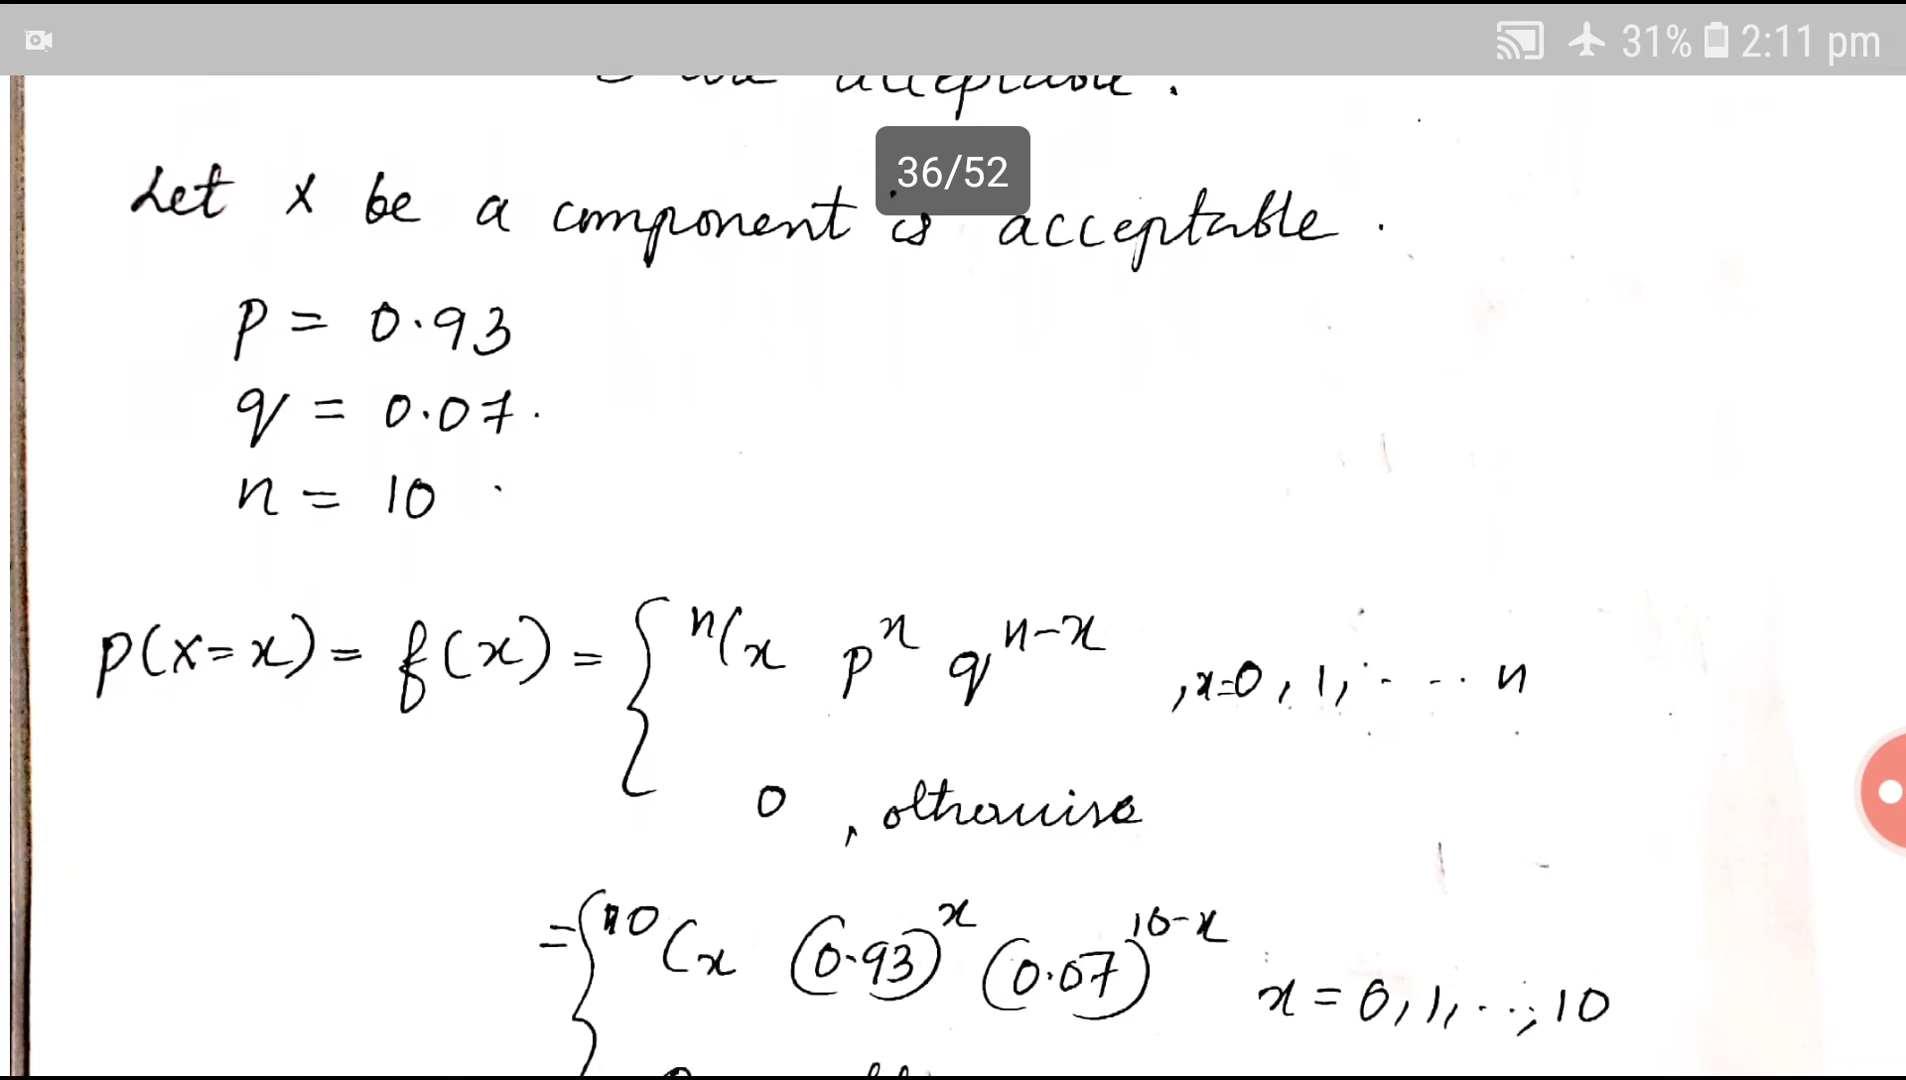 31% 2:11 pm
acceptable.
36/52
Let X be a component is acceptable.
p = 0.93
q = 0.07.
n = 10
p(X=x) = f(x) = { nCx p^x q^n-x , x=0, 1, ... n
0 , otherwise
= { 10Cx (0.93)^x (0.07)^10-x x = 0, 1, ..., 10